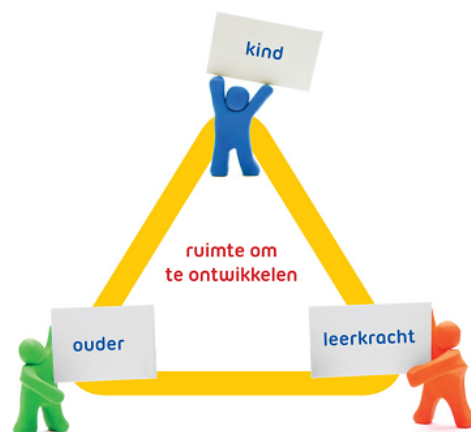 kind
ruimte om
te ontwikkelen
ouder
leerkracht